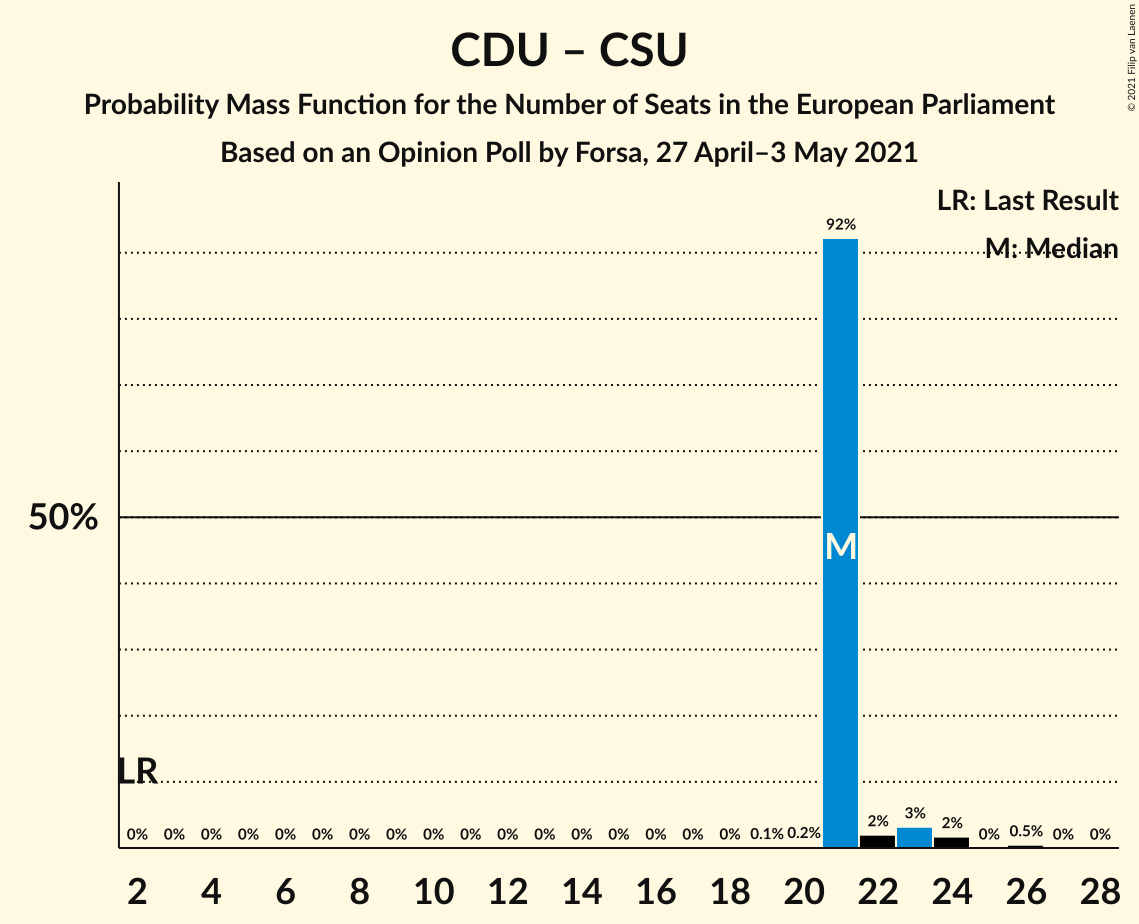 CDU – CSU
Probability Mass Function for the Number of Seats in the European Parliament
Based on an Opinion Poll by Forsa, 27 April–3 May 2021
© 2021 Filip van Laenen
LR: Last Result
M: Median
92%
50%
M
LR
0% 0% 0% 0% 0% 0% 0% 0% 0% 0% 0% 0% 0% 0% 0% 0% 0% 0.1% 0.2% 2% 3% 2% 0% 0.5% 0% 0%
2 4 6 8 10 12 14 16 18 20 22 24 26 28